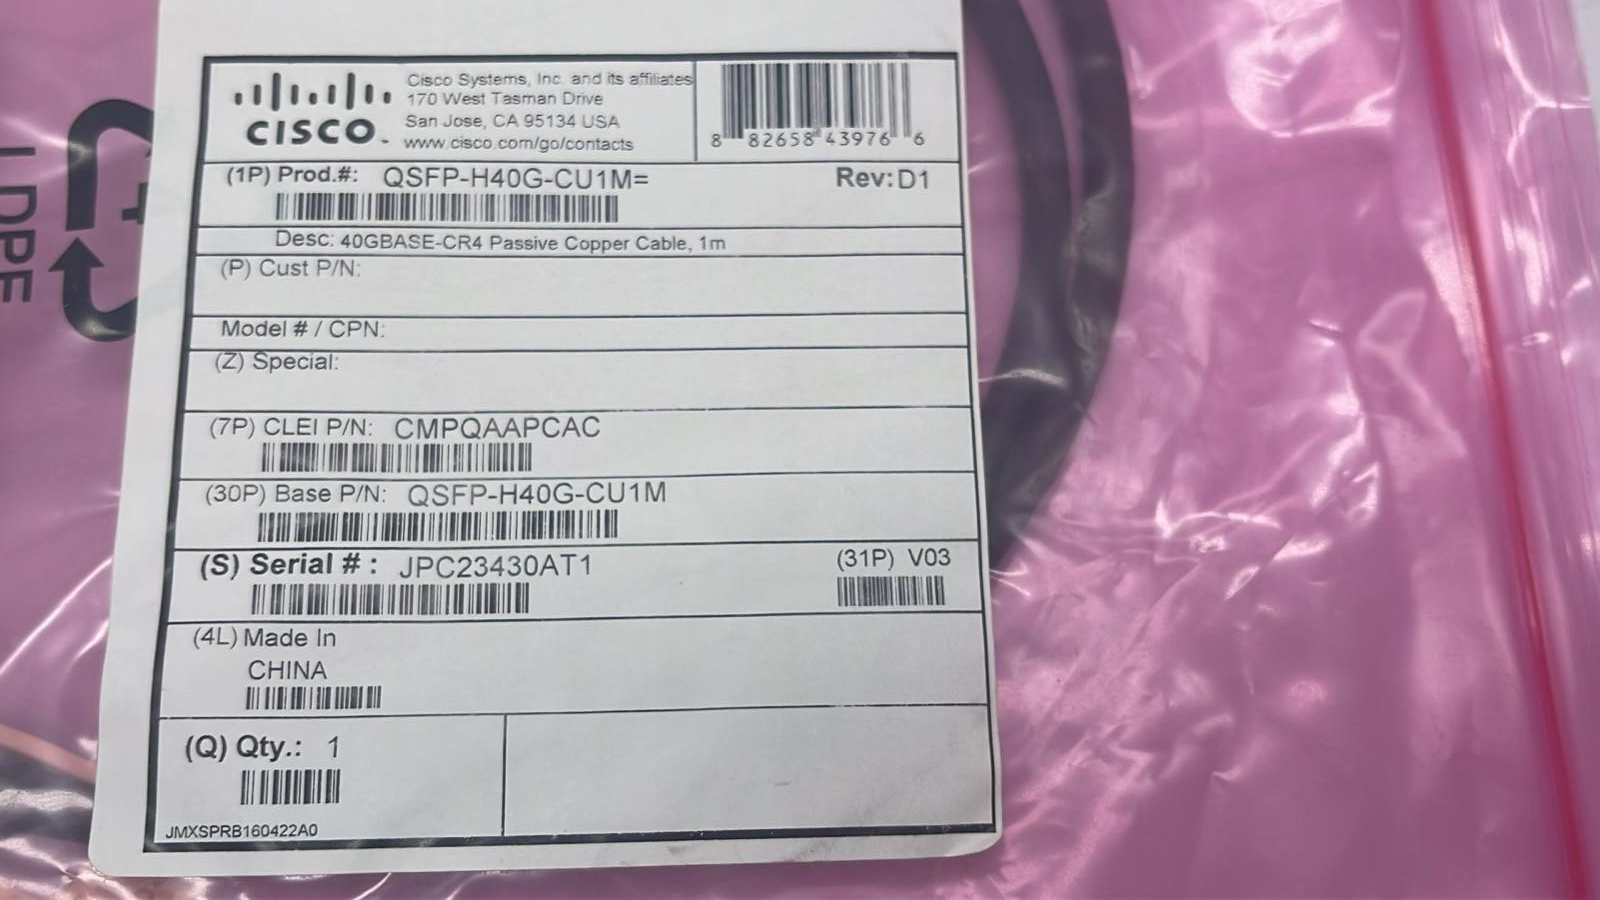 Cisco Systems, Inc. and its affiliates
170 West Tasman Drive
San Jose, CA 95134 USA
www.cisco.com/go/contacts
CISCO
8 82658 43976 6
(1P) Prod.#: QSFP-H40G-CU1M=
Rev: D1
Desc: 40GBASE-CR4 Passive Copper Cable, 1m
(P) Cust P/N:
Model # / CPN:
(Z) Special:
(7P) CLEI P/N: CMPQAAPCAC
(30P) Base P/N: QSFP-H40G-CU1M
(S) Serial # : JPC23430AT1
(31P) V03
(4L) Made In
CHINA
(Q) Qty.: 1
JMXSPRB160422A0
LDPE